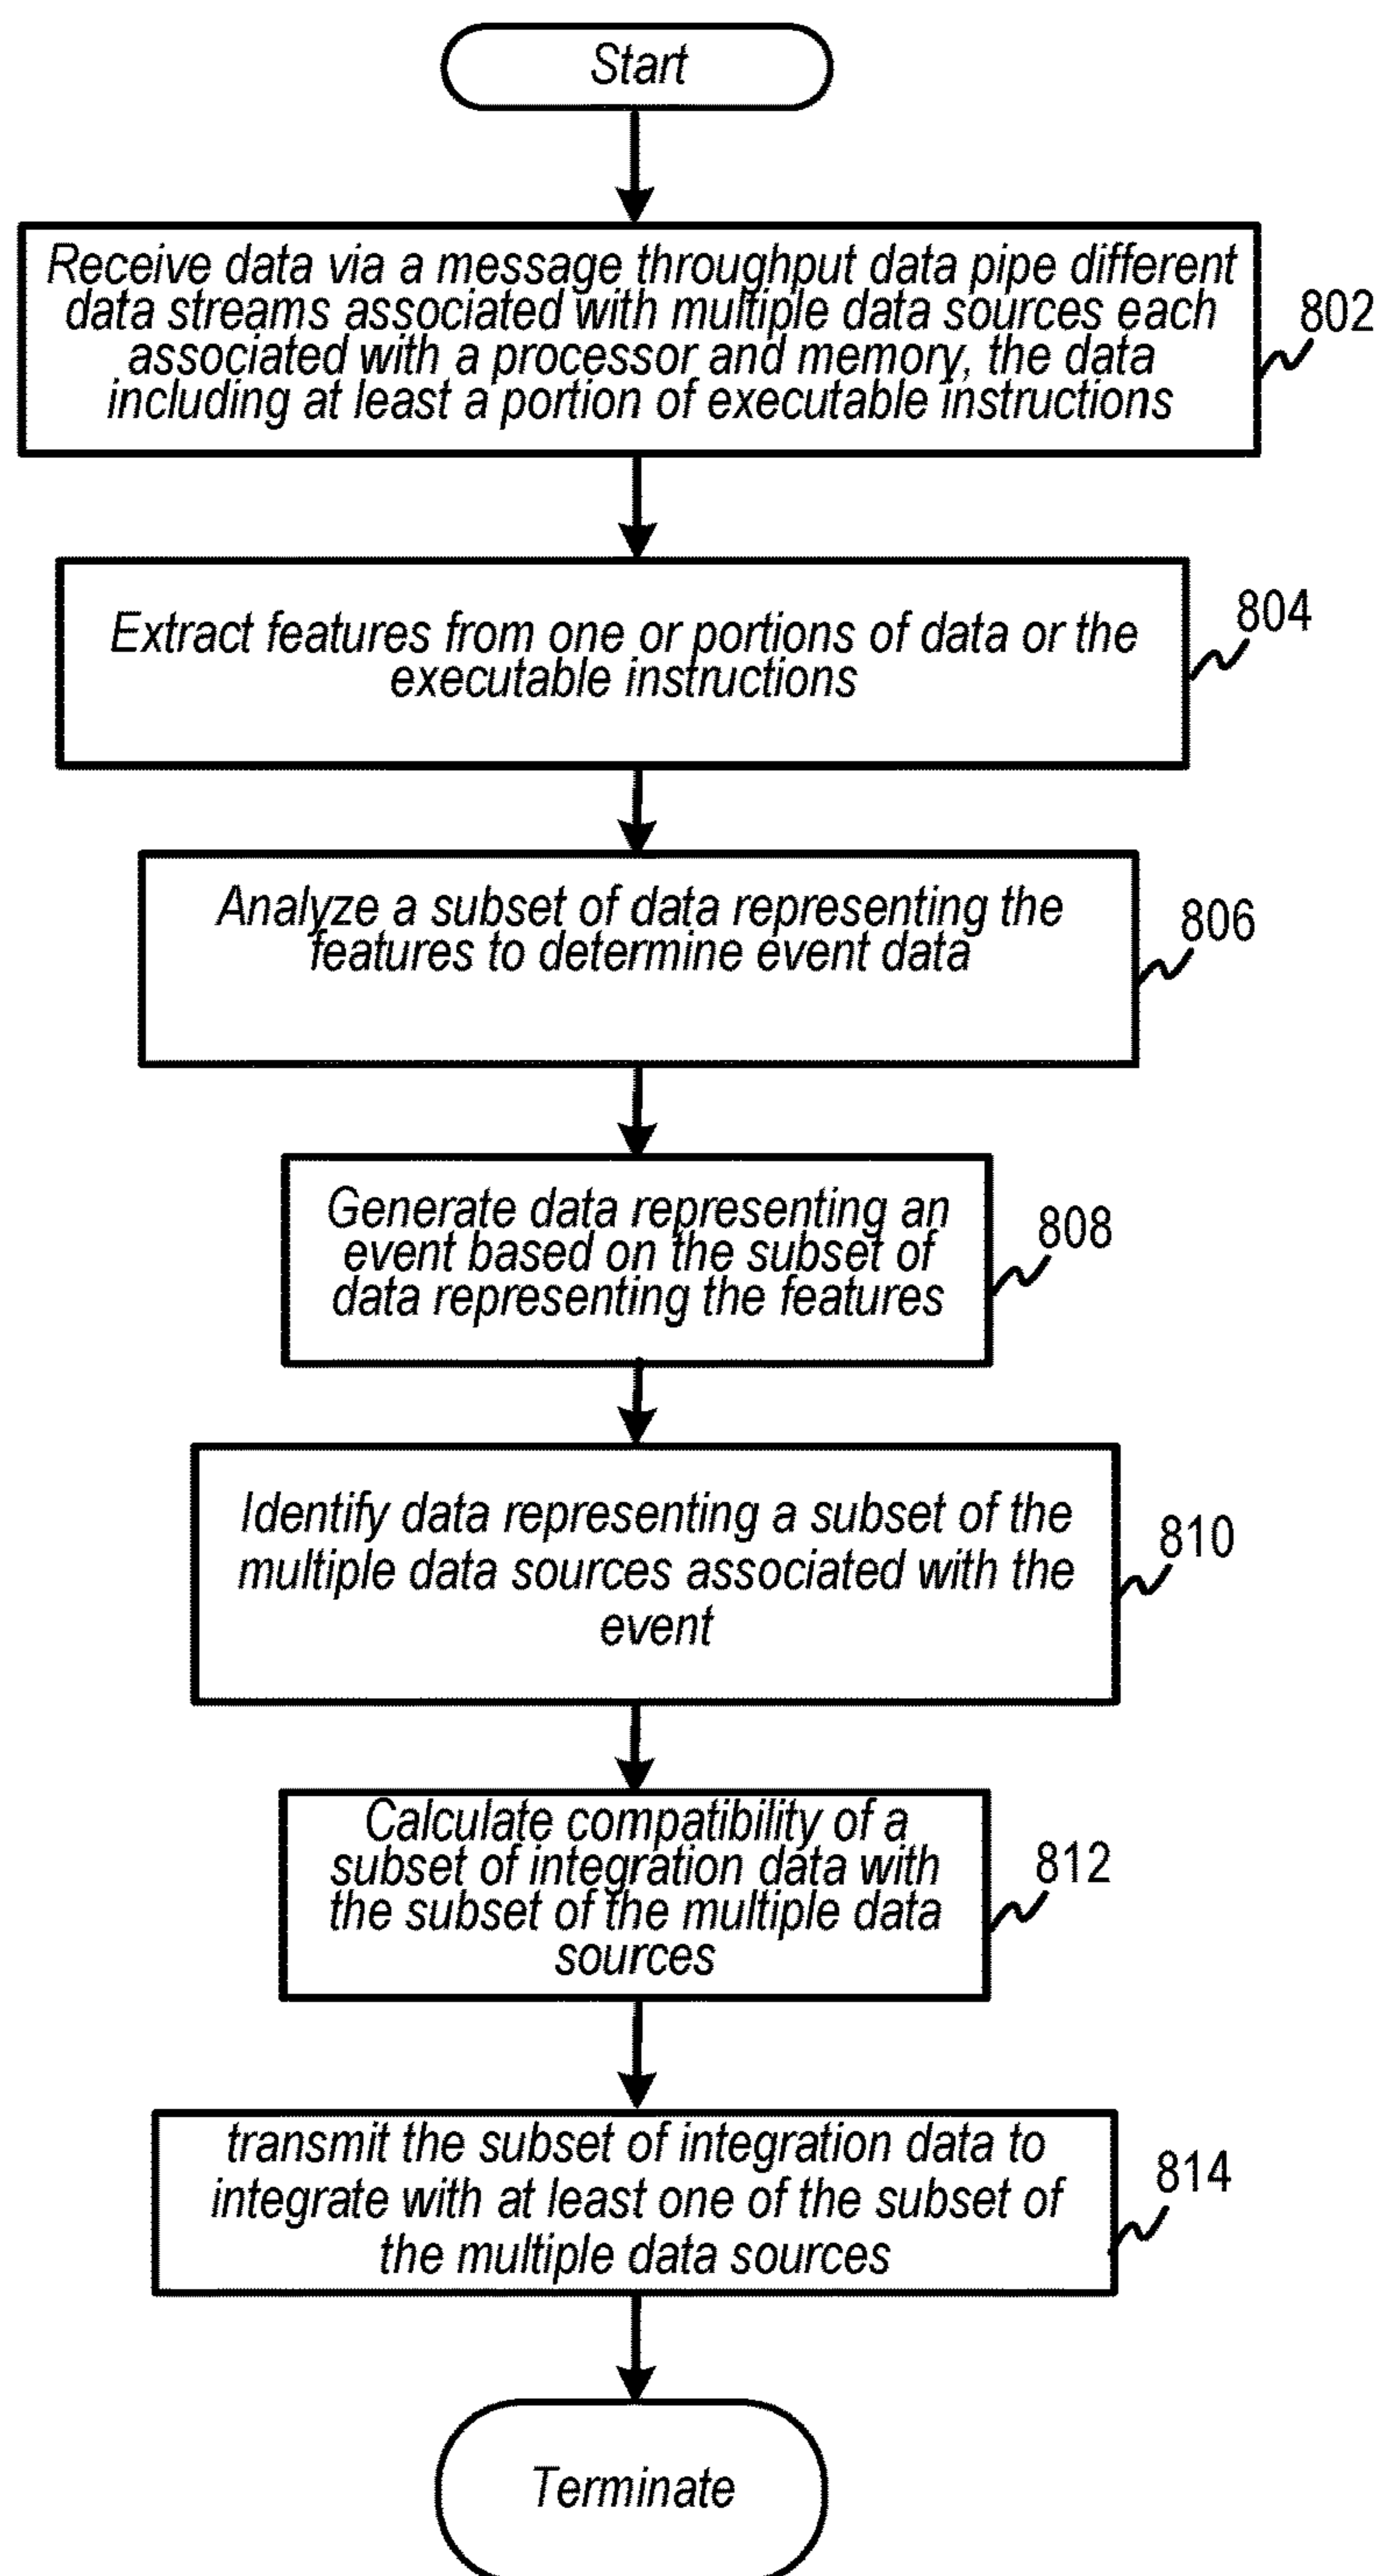 Start
Receive data via a message throughput data pipe different
data streams associated with multiple data sources each
associated with a processor and memory, the data
including at least a portion of executable instructions
802
Extract features from one or portions of data or the
executable instructions
804
Analyze a subset of data representing the
features to determine event data
806
Generate data representing an
event based on the subset of
data representing the features
808
Identify data representing a subset of the
multiple data sources associated with the
event
810
Calculate compatibility of a
subset of integration data with
the subset of the multiple data
sources
812
transmit the subset of integration data to
integrate with at least one of the subset of
the multiple data sources
814
Terminate